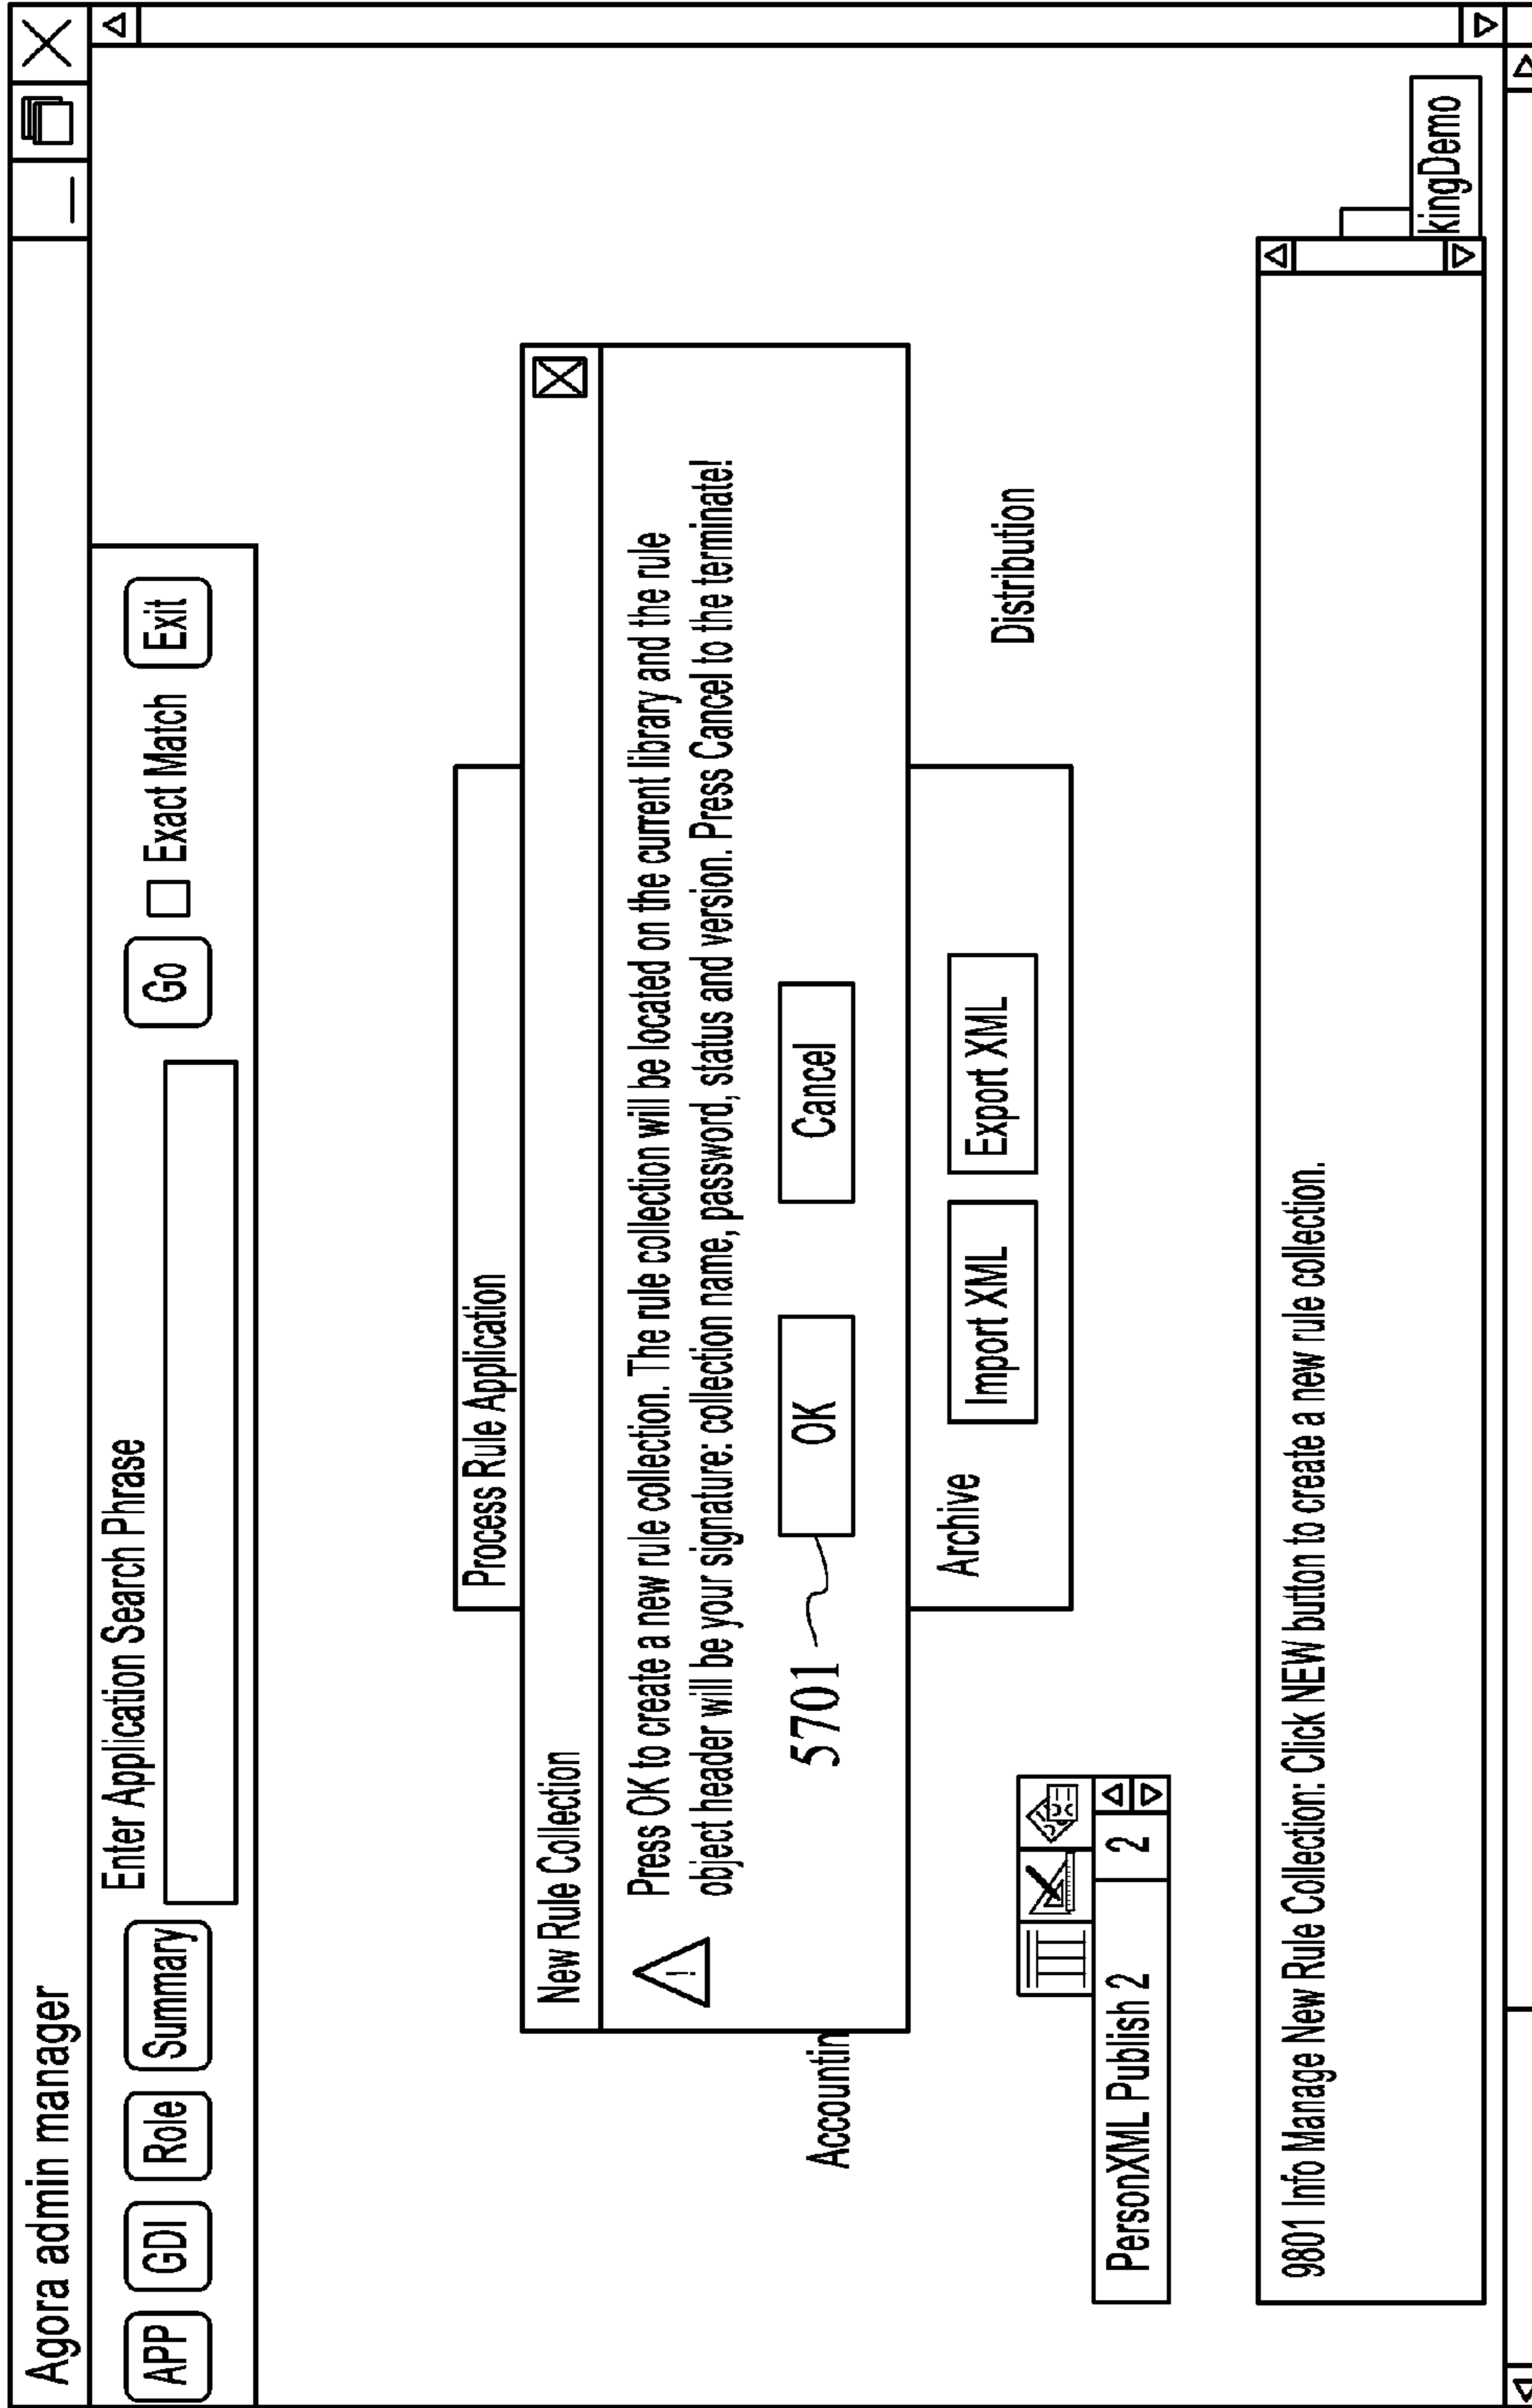 Agora admin manager
Enter Application Search Phrase
APP GDI Role Summary Go Exact Match Exit
Process Rule Application
New Rule Collection
Press OK to create a new rule collection. The rule collection will be located on the current library and the rule
object header will be your signature: collection name, password, status and version. Press Cancel to the terminate!
5701 OK Cancel
Accountin
Archive
Import XML Export XML
Distribution
PersonXML Publish 2 2
9801 Info Manage New Rule Collection: Click NEW button to create a new rule collection.
kingDemo